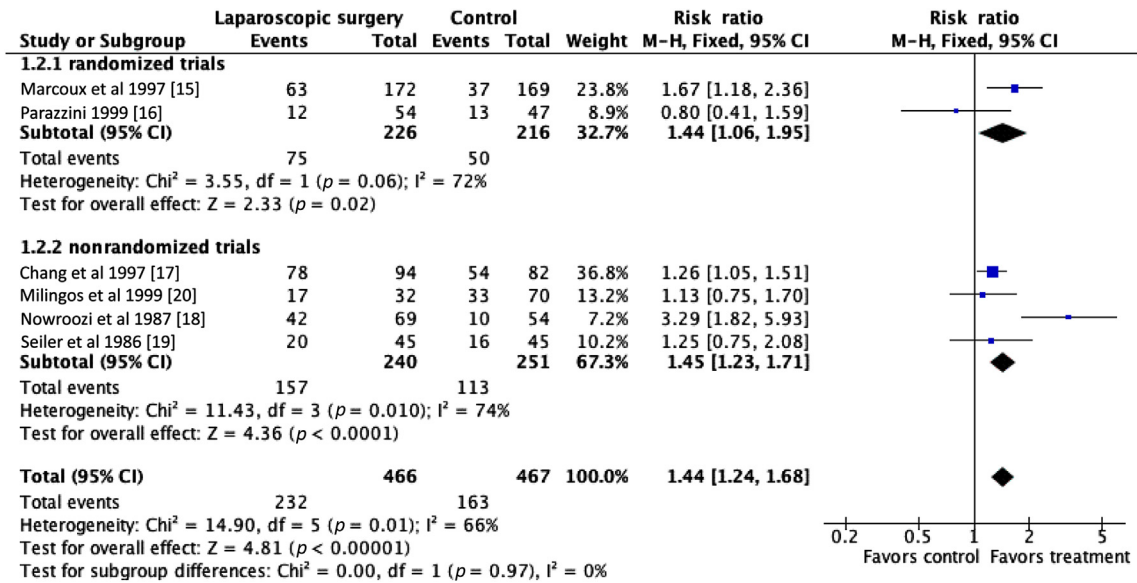 Laparoscopic surgery Control Risk ratio Risk ratio
Study or Subgroup Events Total Events Total Weight M-H, Fixed, 95% CI M-H, Fixed, 95% CI
1.2.1 randomized trials
Marcoux et al 1997 [15] 63 172 37 169 23.8% 1.67 [1.18, 2.36]
Parazzini 1999 [16] 12 54 13 47 8.9% 0.80 [0.41, 1.59]
Subtotal (95% CI) 226 216 32.7% 1.44 [1.06, 1.95]
Total events 75 50
Heterogeneity: Chi² = 3.55, df = 1 (p = 0.06); I² = 72%
Test for overall effect: Z = 2.33 (p = 0.02)
1.2.2 nonrandomized trials
Chang et al 1997 [17] 78 94 54 82 36.8% 1.26 [1.05, 1.51]
Milingos et al 1999 [20] 17 32 33 70 13.2% 1.13 [0.75, 1.70]
Nowroozi et al 1987 [18] 42 69 10 54 7.2% 3.29 [1.82, 5.93]
Seiler et al 1986 [19] 20 45 16 45 10.2% 1.25 [0.75, 2.08]
Subtotal (95% CI) 240 251 67.3% 1.45 [1.23, 1.71]
Total events 157 113
Heterogeneity: Chi² = 11.43, df = 3 (p = 0.010); I² = 74%
Test for overall effect: Z = 4.36 (p < 0.0001)
Total (95% CI) 466 467 100.0% 1.44 [1.24, 1.68]
Total events 232 163
Heterogeneity: Chi² = 14.90, df = 5 (p = 0.01); I² = 66%
Test for overall effect: Z = 4.81 (p < 0.00001)
Test for subgroup differences: Chi² = 0.00, df = 1 (p = 0.97), I² = 0%
0.2 0.5 1 2 5
Favors control Favors treatment